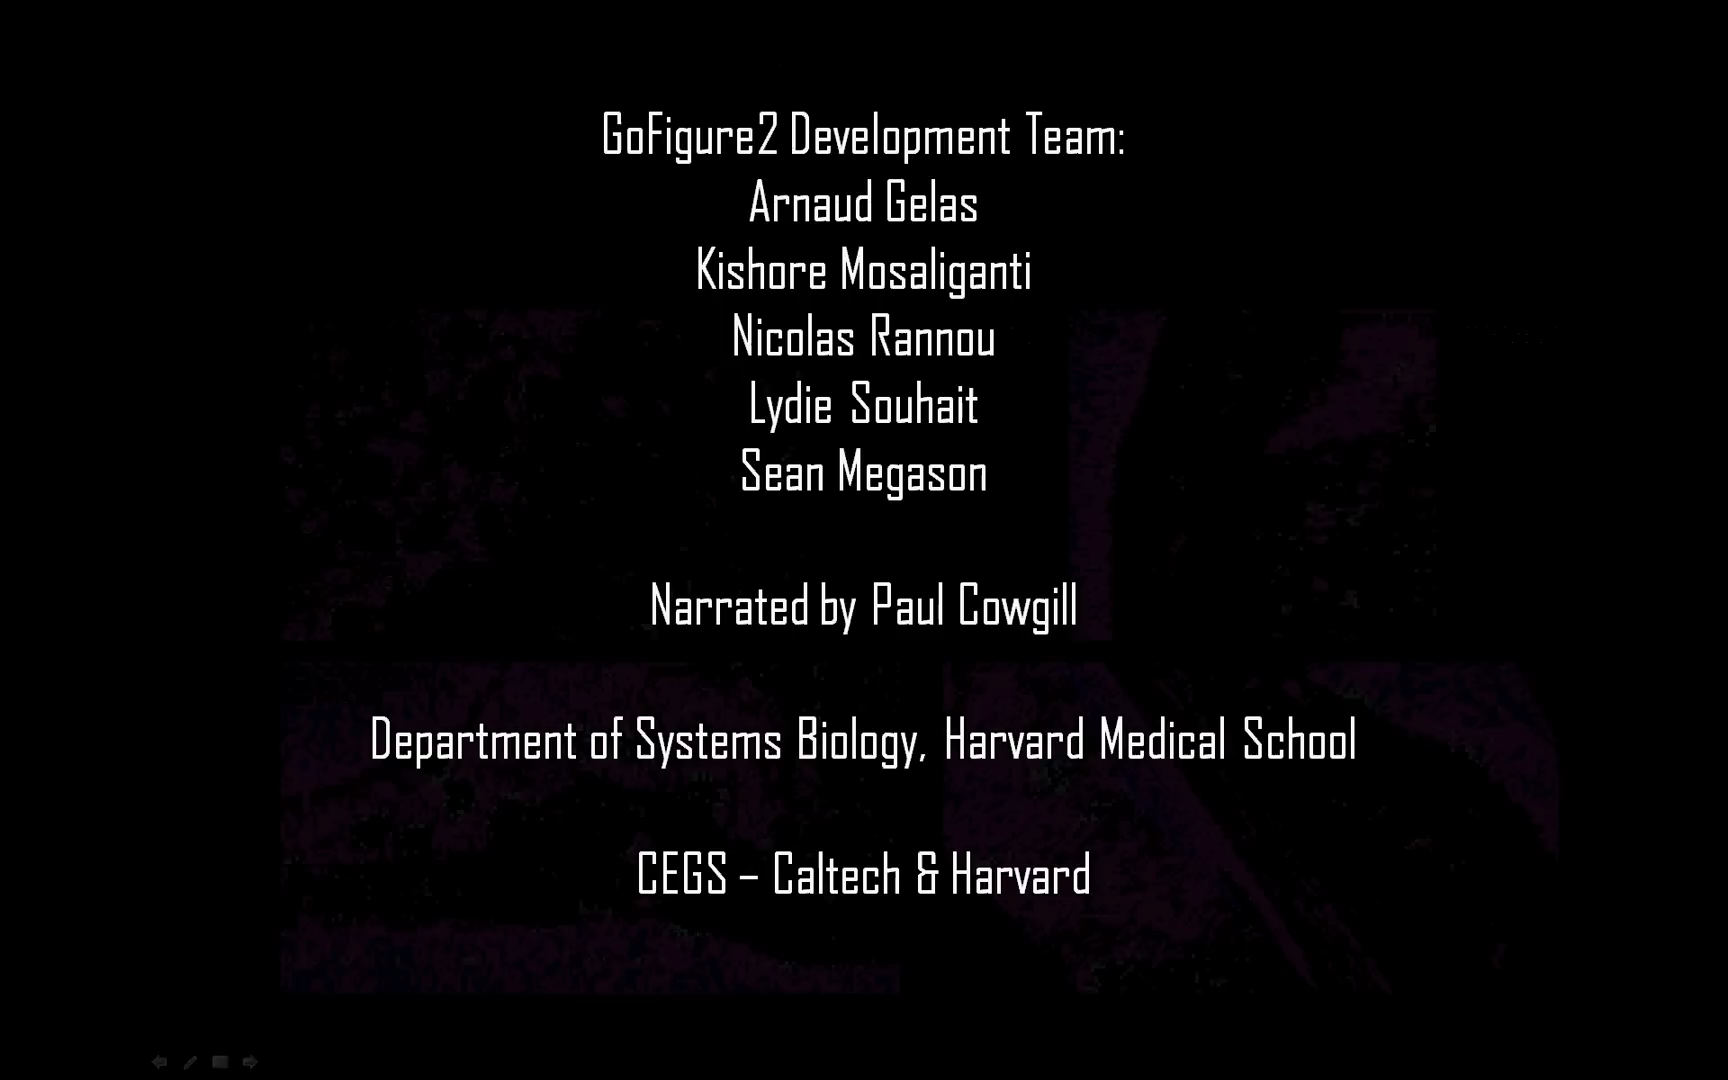 GoFigure2 Development Team:
Arnaud Gelas
Kishore Mosaliganti
Nicolas Rannou
Lydie Souhait
Sean Megason
Narrated by Paul Cowgill
Department of Systems Biology, Harvard Medical School
CEGS – Caltech & Harvard